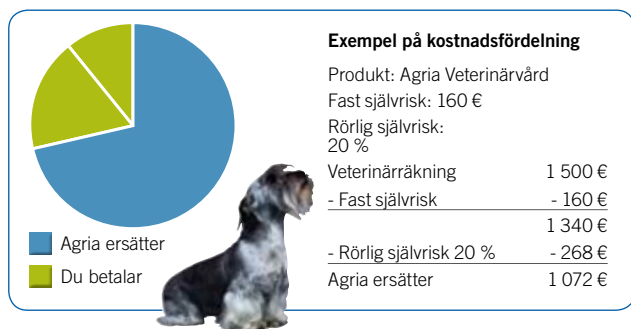 Exempel på kostnadsfördelning
Produkt: Agria Veterinärvård
Fast självrisk: 160 €
Rörlig självrisk:
20 %
Veterinärräkning 1 500 €
- Fast självrisk - 160 €
1 340 €
- Rörlig självrisk 20 % - 268 €
Agria ersätter 1 072 €
Agria ersätter
Du betalar